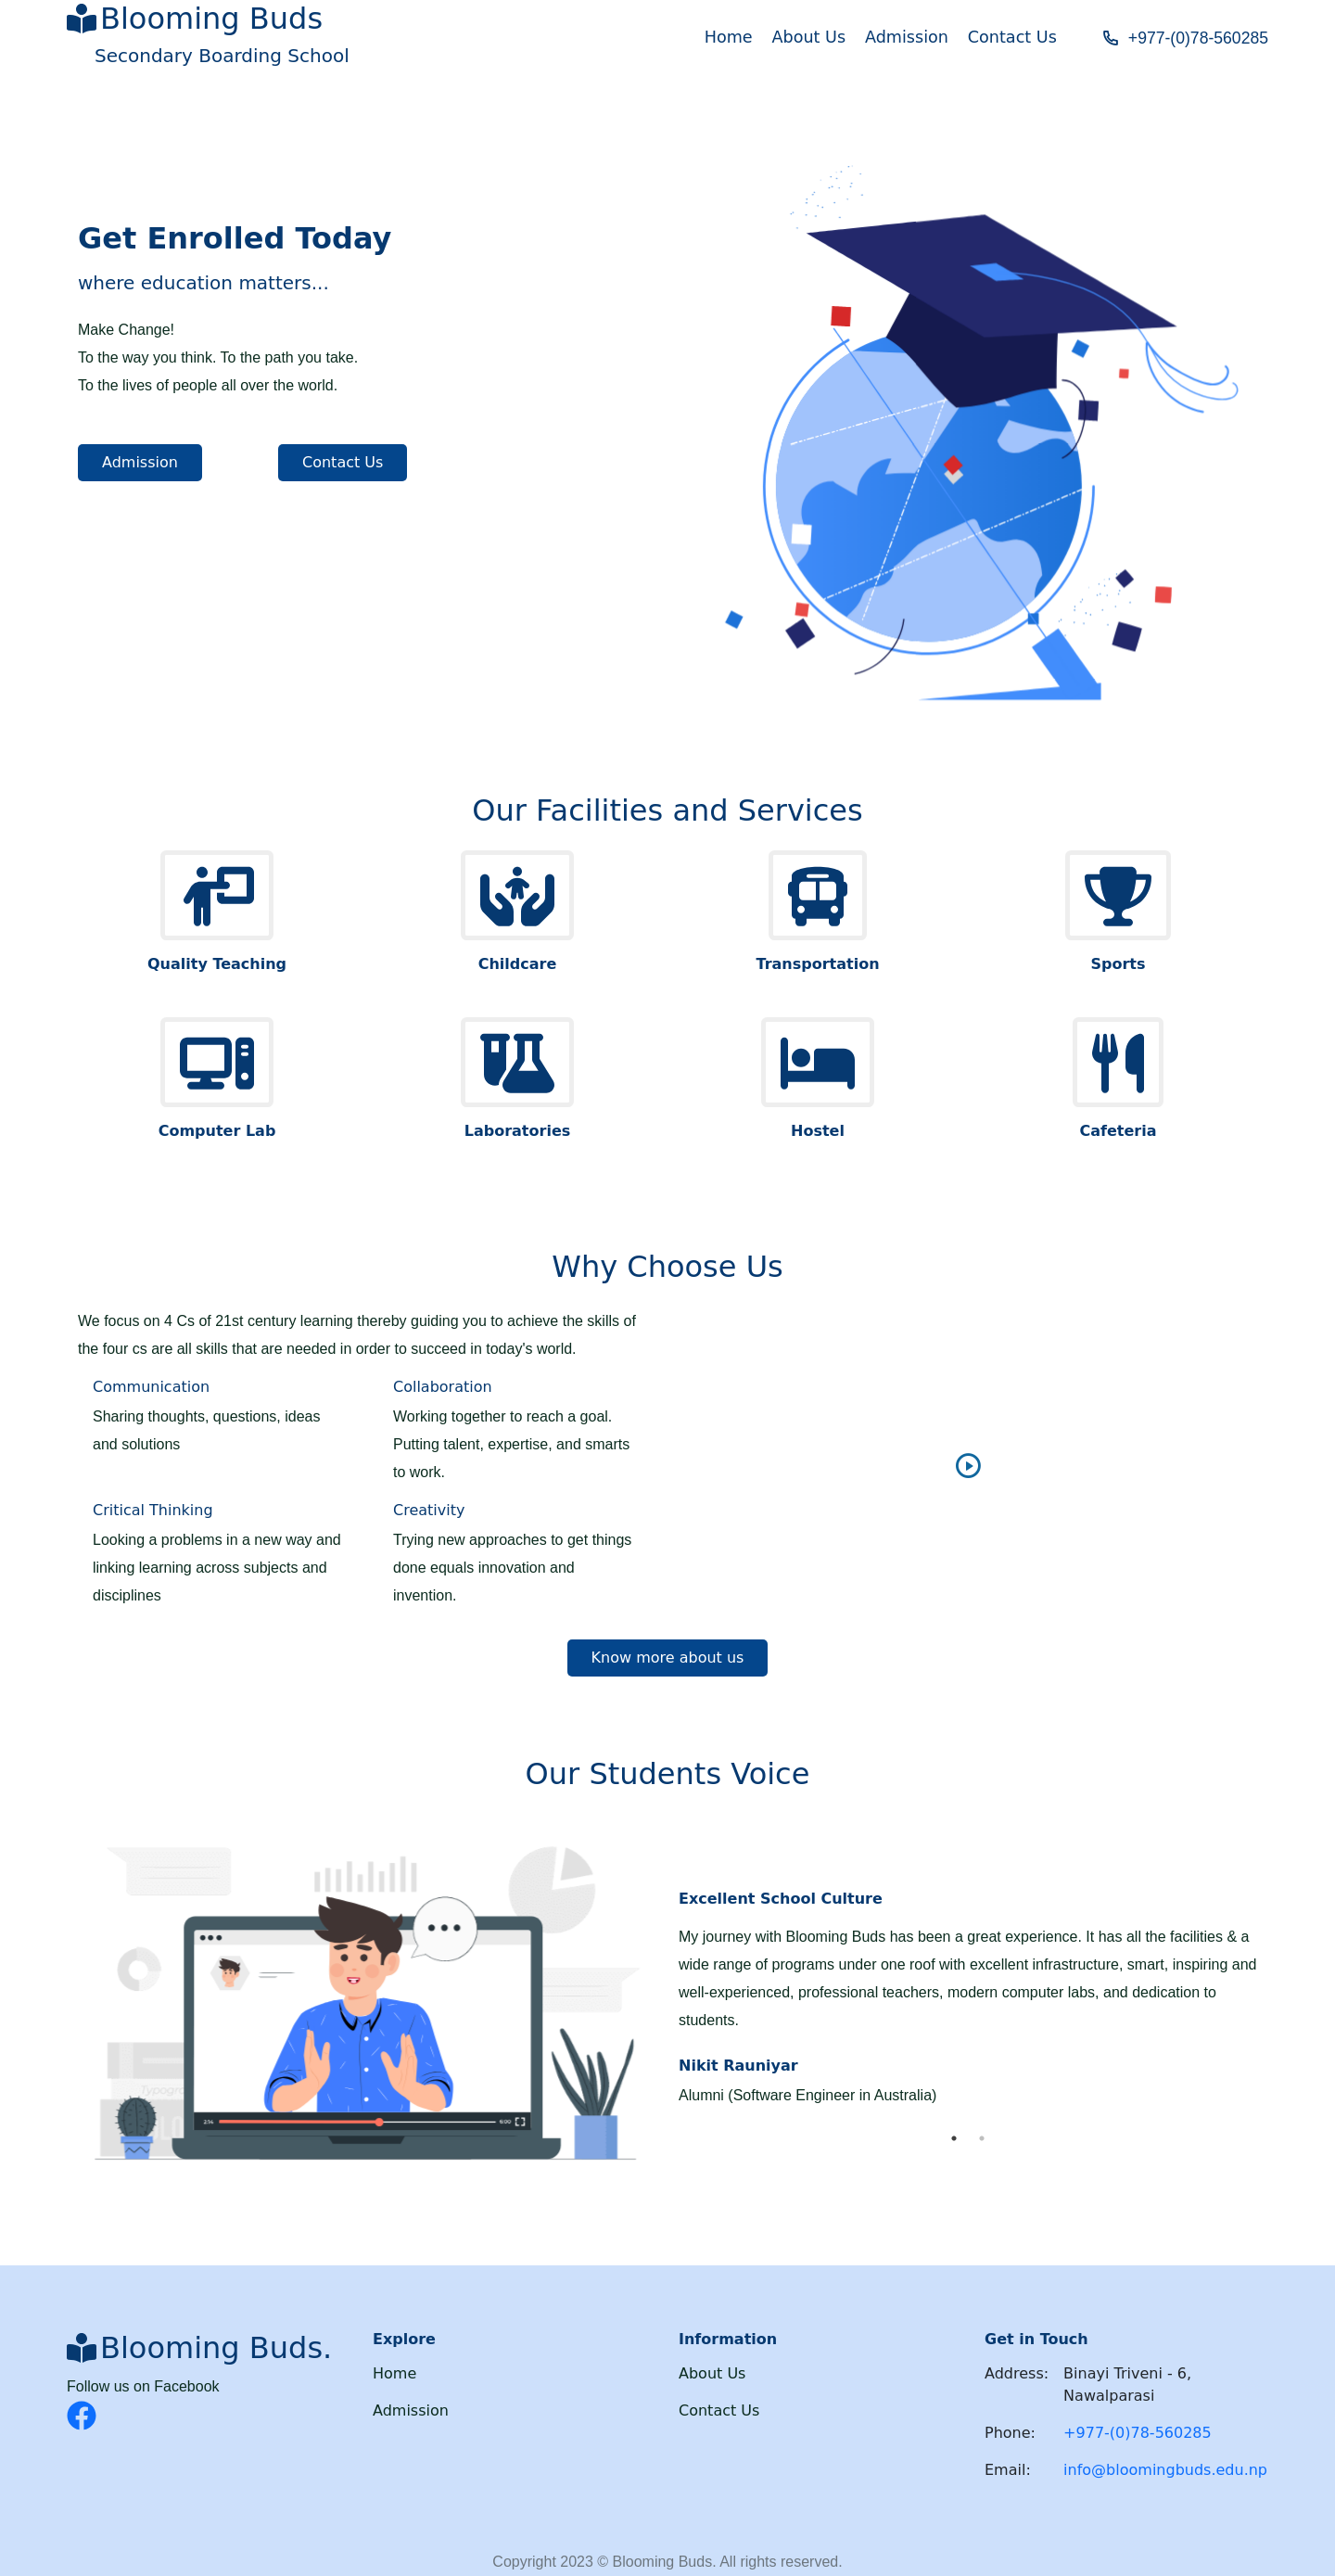 Blooming Buds
Secondary Boarding School
Home About Us Admission Contact Us +977-(0)78-560285
Get Enrolled Today
where education matters...
Make Change!
To the way you think. To the path you take.
To the lives of people all over the world.
Admission Contact Us
Our Facilities and Services
Quality Teaching Childcare Transportation Sports
Computer Lab Laboratories Hostel Cafeteria
Why Choose Us
We focus on 4 Cs of 21st century learning thereby guiding you to achieve the skills of
the four cs are all skills that are needed in order to succeed in today's world.
Communication
Sharing thoughts, questions, ideas
and solutions
Collaboration
Working together to reach a goal.
Putting talent, expertise, and smarts
to work.
Critical Thinking
Looking a problems in a new way and
linking learning across subjects and
disciplines
Creativity
Trying new approaches to get things
done equals innovation and
invention.
Know more about us
Our Students Voice
2:14 6:00
Excellent School Culture
My journey with Blooming Buds has been a great experience. It has all the facilities & a
wide range of programs under one roof with excellent infrastructure, smart, inspiring and
well-experienced, professional teachers, modern computer labs, and dedication to
students.
Nikit Rauniyar
Alumni (Software Engineer in Australia)
Blooming Buds.
Follow us on Facebook
Explore
Home
Admission
Information
About Us
Contact Us
Get in Touch
Address: Binayi Triveni - 6,
Nawalparasi
Phone: +977-(0)78-560285
Email: info@bloomingbuds.edu.np
Copyright 2023 © Blooming Buds. All rights reserved.